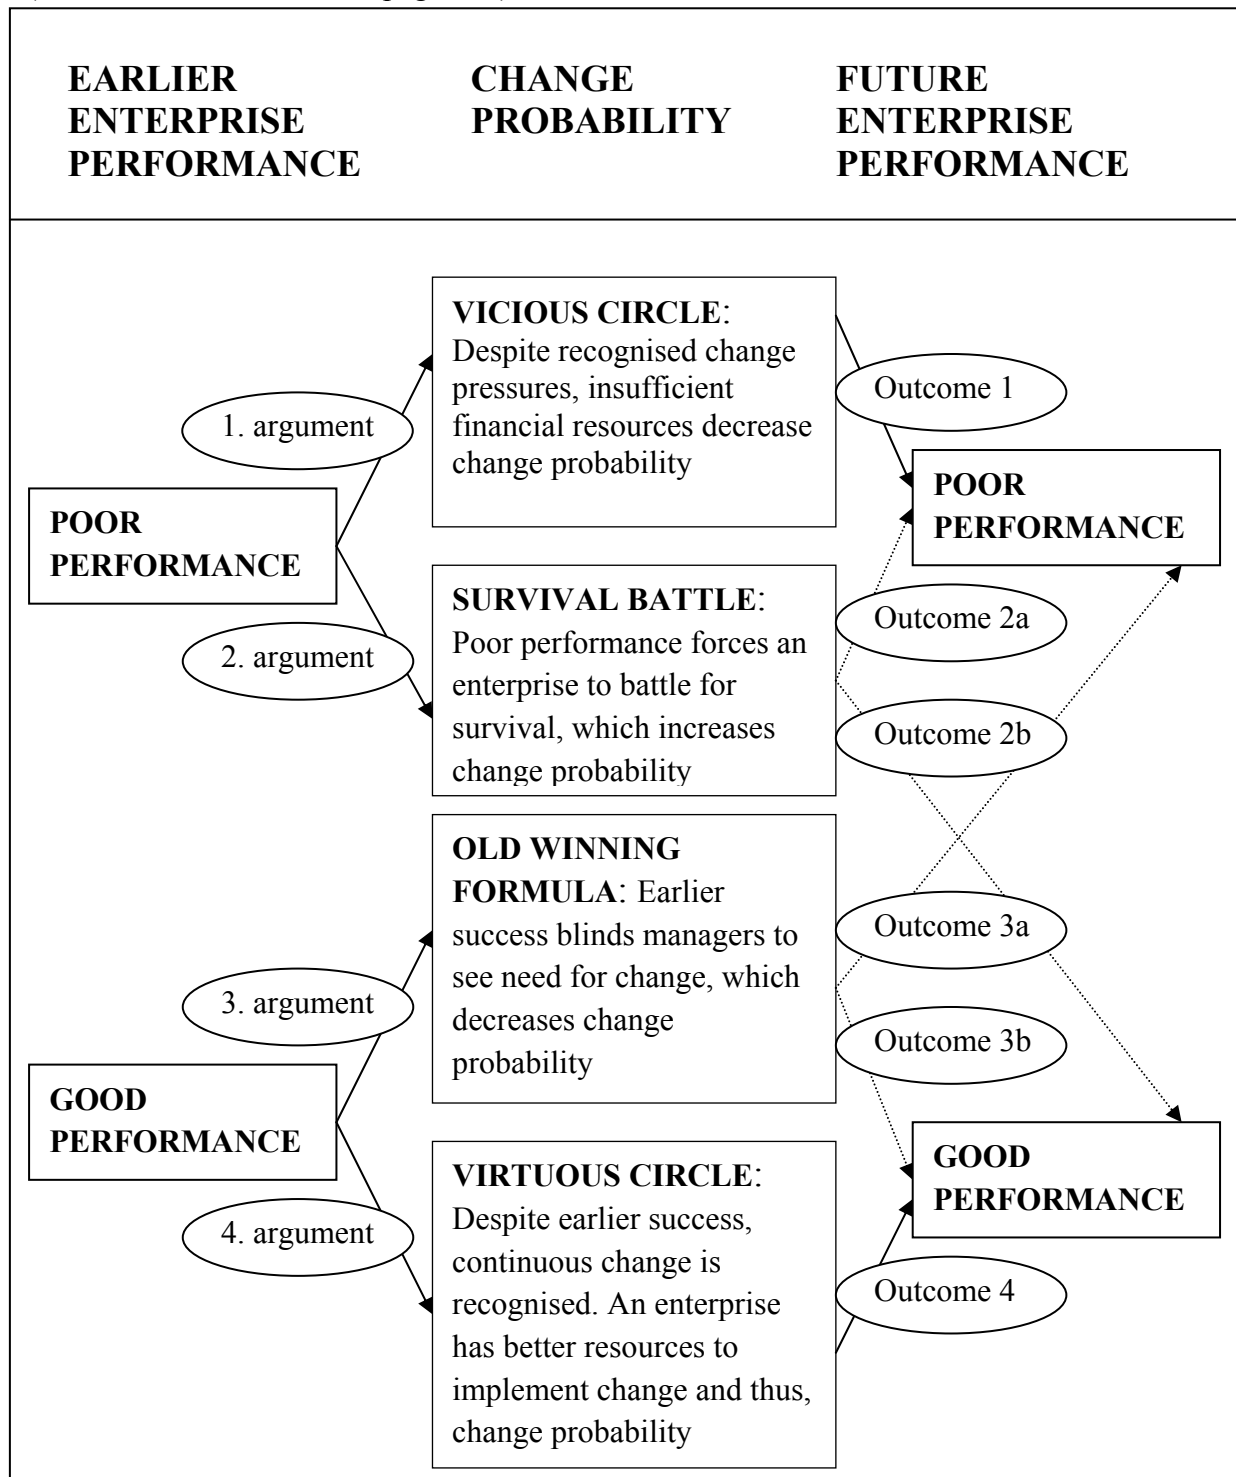 EARLIER
ENTERPRISE
PERFORMANCE
CHANGE
PROBABILITY
FUTURE
ENTERPRISE
PERFORMANCE
VICIOUS CIRCLE:
Despite recognised change
pressures, insufficient
financial resources decrease
change probability
Outcome 1
1. argument
POOR
PERFORMANCE
POOR
PERFORMANCE
SURVIVAL BATTLE:
Poor performance forces an
enterprise to battle for
survival, which increases
change probability
Outcome 2a
2. argument
Outcome 2b
OLD WINNING
FORMULA: Earlier
success blinds managers to
see need for change, which
decreases change
probability
Outcome 3a
3. argument
Outcome 3b
GOOD
PERFORMANCE
GOOD
PERFORMANCE
VIRTUOUS CIRCLE:
Despite earlier success,
continuous change is
recognised. An enterprise
has better resources to
implement change and thus,
change probability
4. argument
Outcome 4